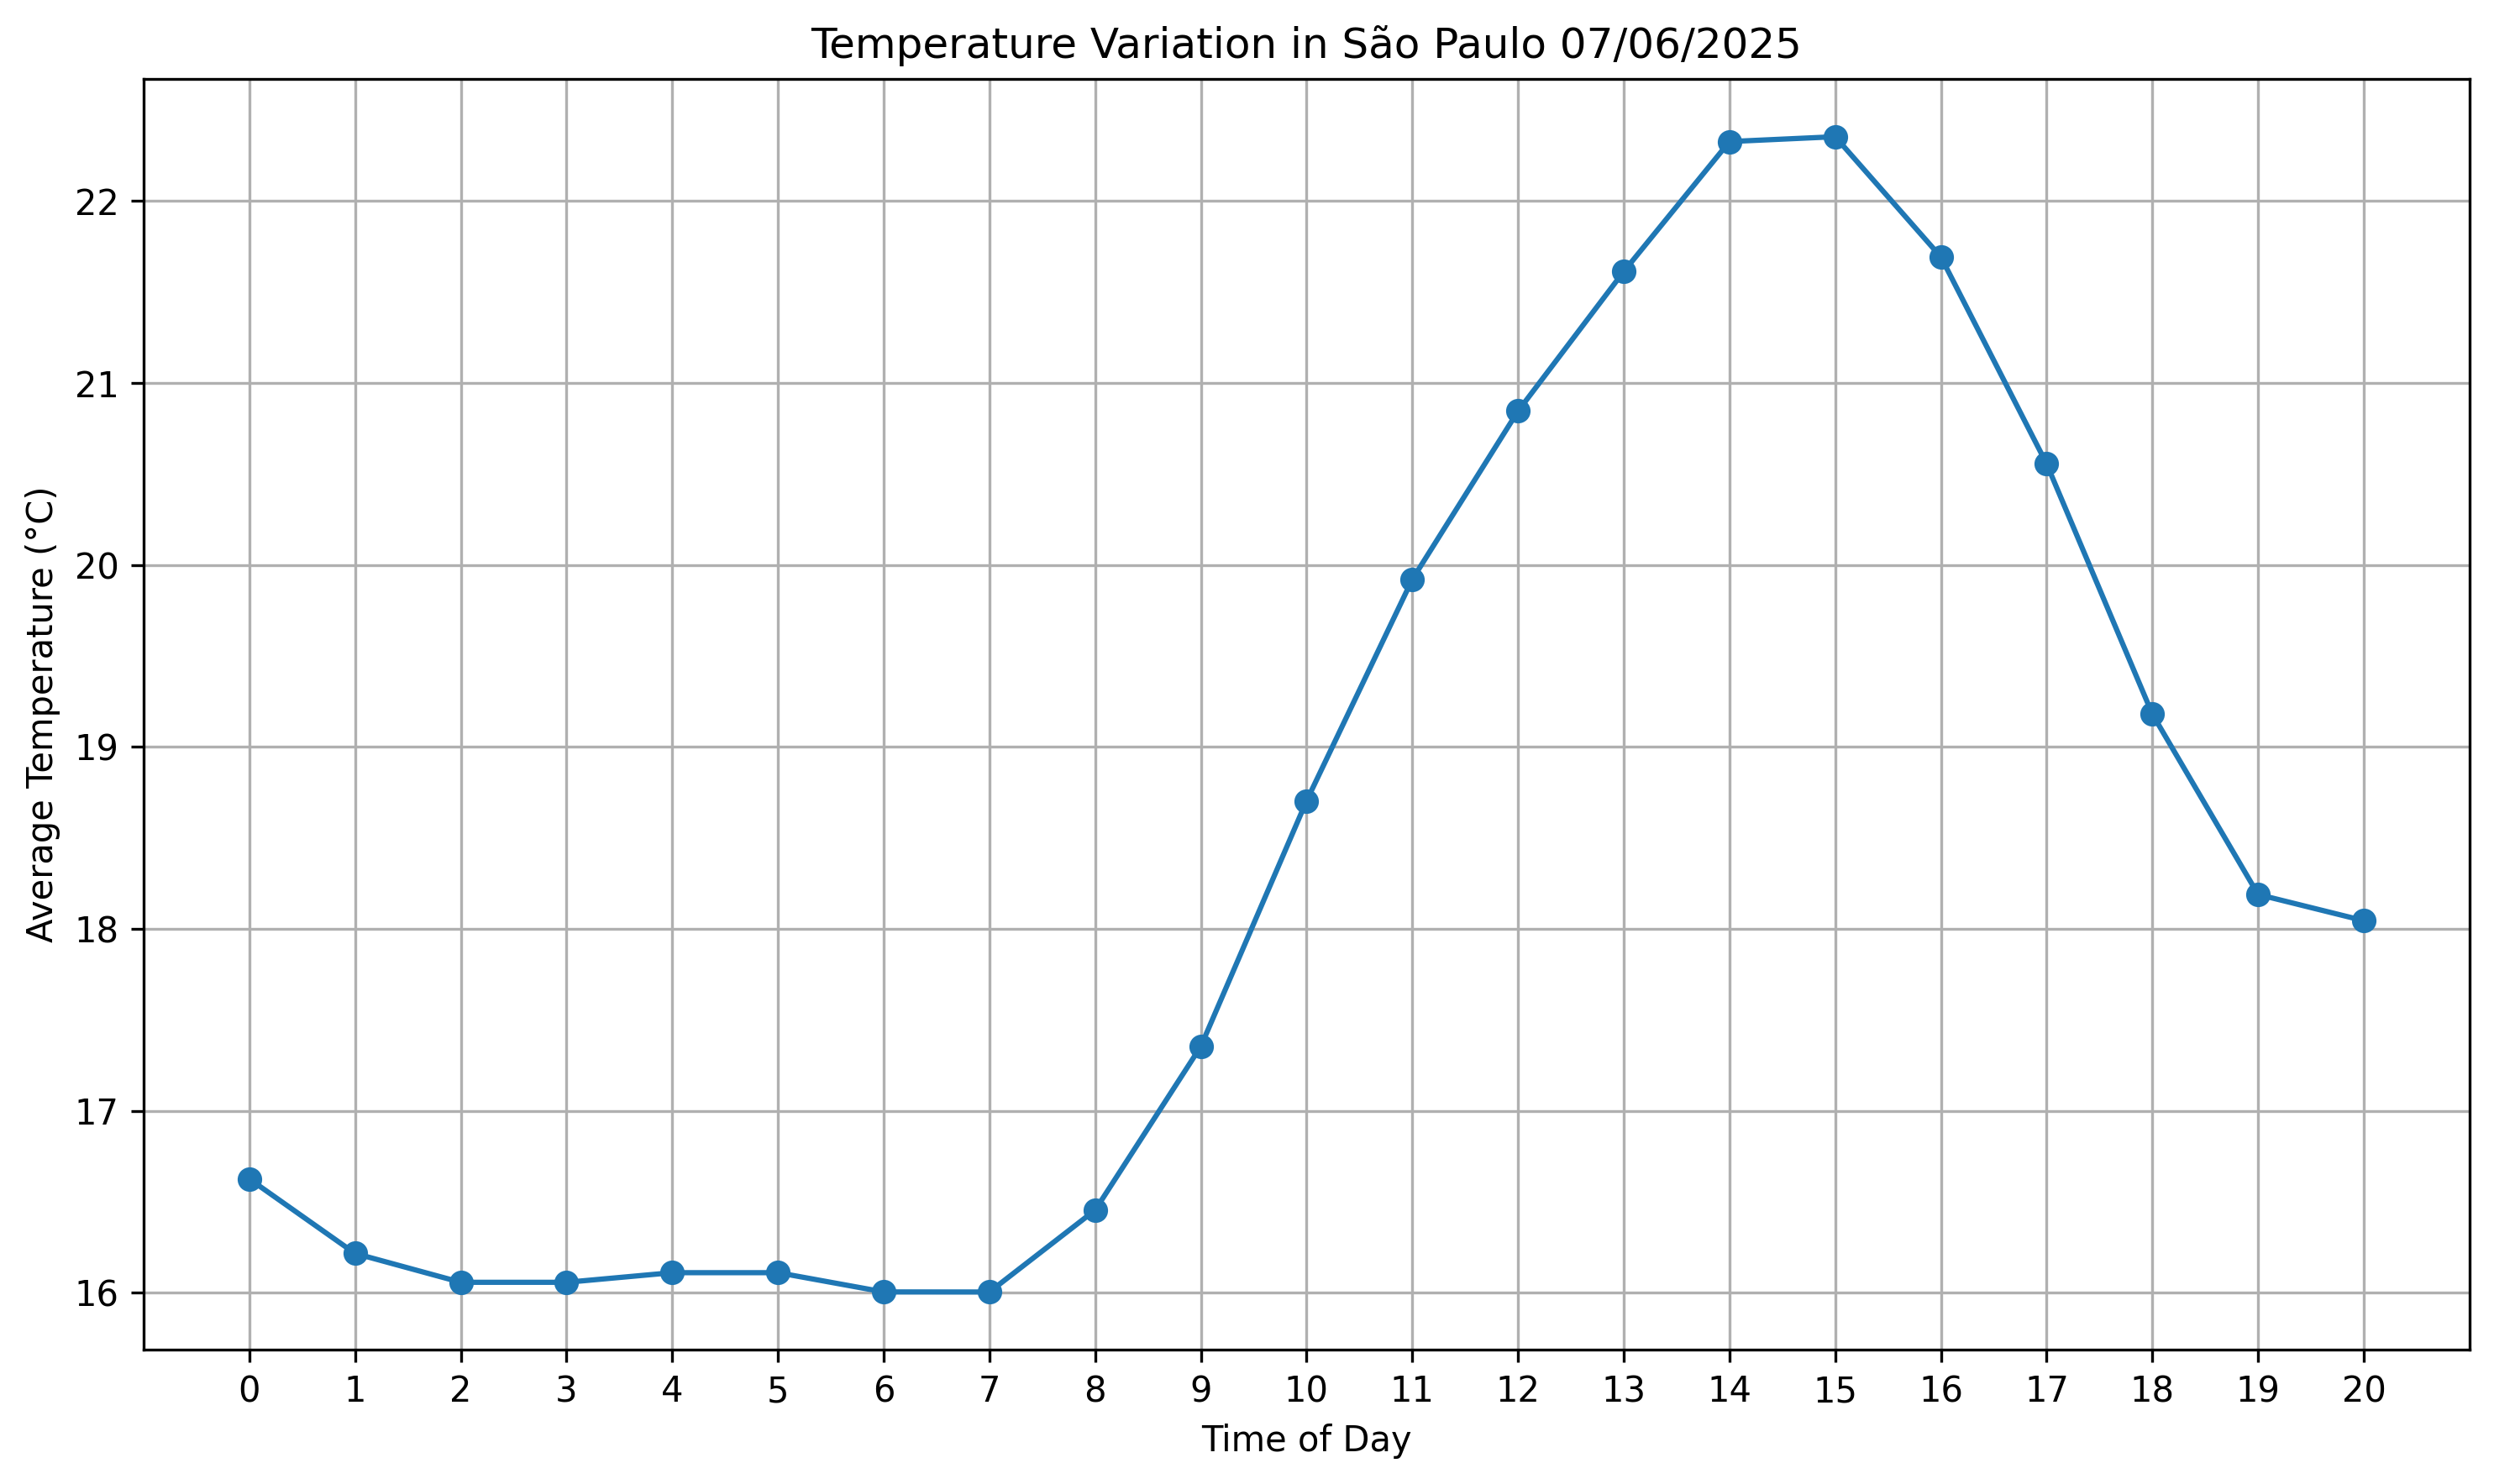 Temperature Variation in São Paulo 07/06/2025
22
21
20
19
18
17
16
Average Temperature (°C)
0 1 2 3 4 5 6 7 8 9 10 11 12 13 14 15 16 17 18 19 20
Time of Day